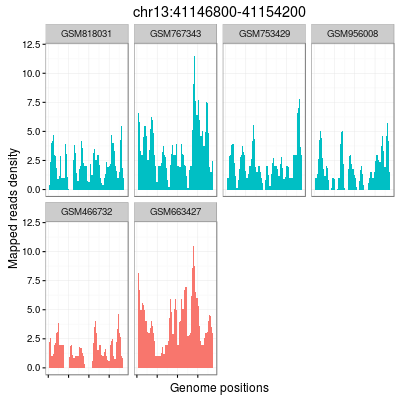 chr13:41146800-41154200
GSM818031 GSM767343 GSM753429 GSM956008
12.5
10.0
7.5
5.0
2.5
0.0
Mapped reads density
GSM466732 GSM663427
12.5
10.0
7.5
5.0
2.5
0.0
Genome positions